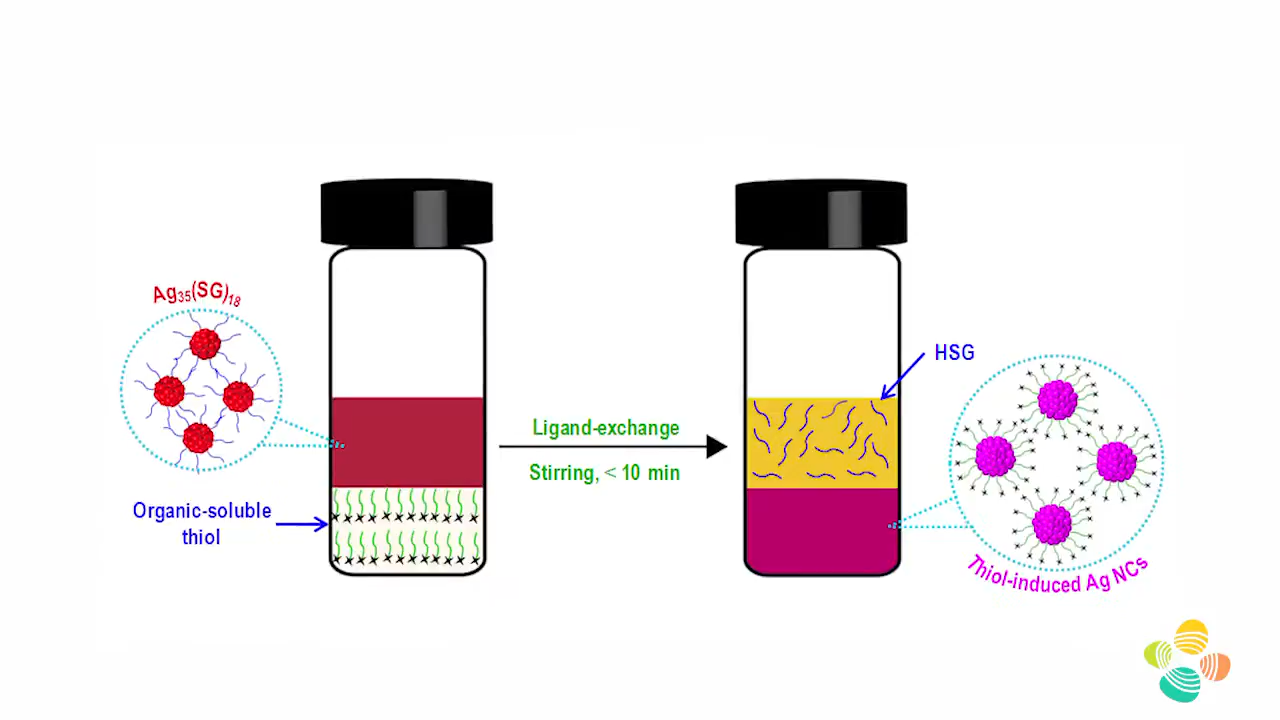 Ag₃₅(SG)₁₈
Organic-soluble
thiol
Ligand-exchange
Stirring, < 10 min
HSG
Thiol-induced Ag NCs